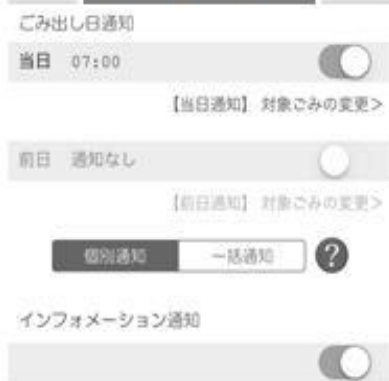 ごみ出し日通知
当日 07:00
【当日通知】 対象ごみの変更>
前日 通知なし
【前日通知】 対象ごみの変更>
個別通知 一括通知 ?
インフォメーション通知